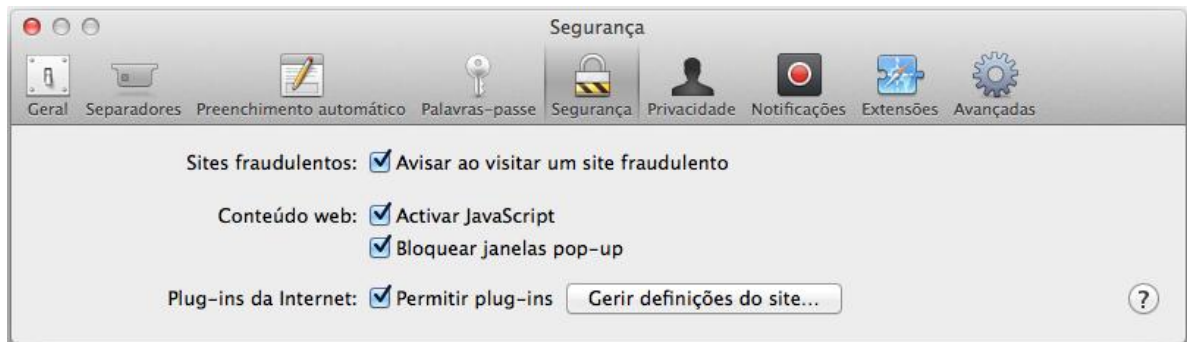 Segurança
Geral Separadores Preenchimento automático Palavras-passe Segurança Privacidade Notificações Extensões Avançadas
Sites fraudulentos: Avisar ao visitar um site fraudulento
Conteúdo web: Activar JavaScript
Bloquear janelas pop-up
Plug-ins da Internet: Permitir plug-ins Gerir definições do site... ?